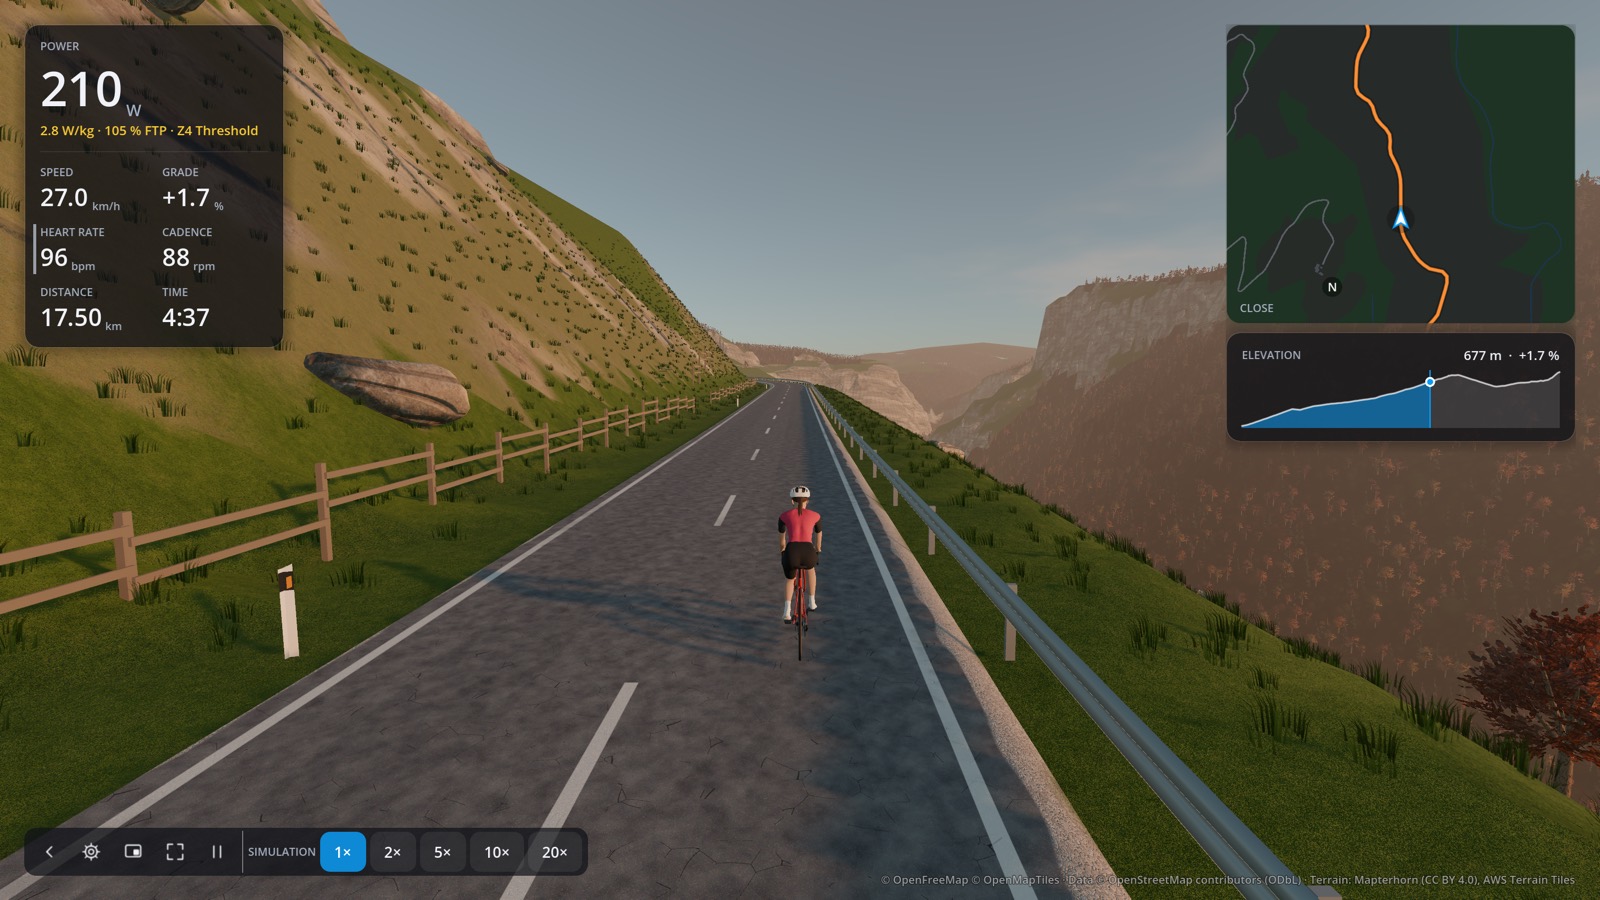 POWER
210 W
2.8 W/kg · 105 % FTP · Z4 Threshold
SPEED GRADE
27.0 km/h +1.7 %
HEART RATE CADENCE
96 bpm 88 rpm
DISTANCE TIME
17.50 km 4:37
N
CLOSE
ELEVATION 677 m · +1.7 %
SIMULATION 1× 2× 5× 10× 20×
© OpenFreeMap © OpenMapTiles · Data © OpenStreetMap contributors (ODbL) · Terrain: Mapterhorn (CC BY 4.0), AWS Terrain Tiles